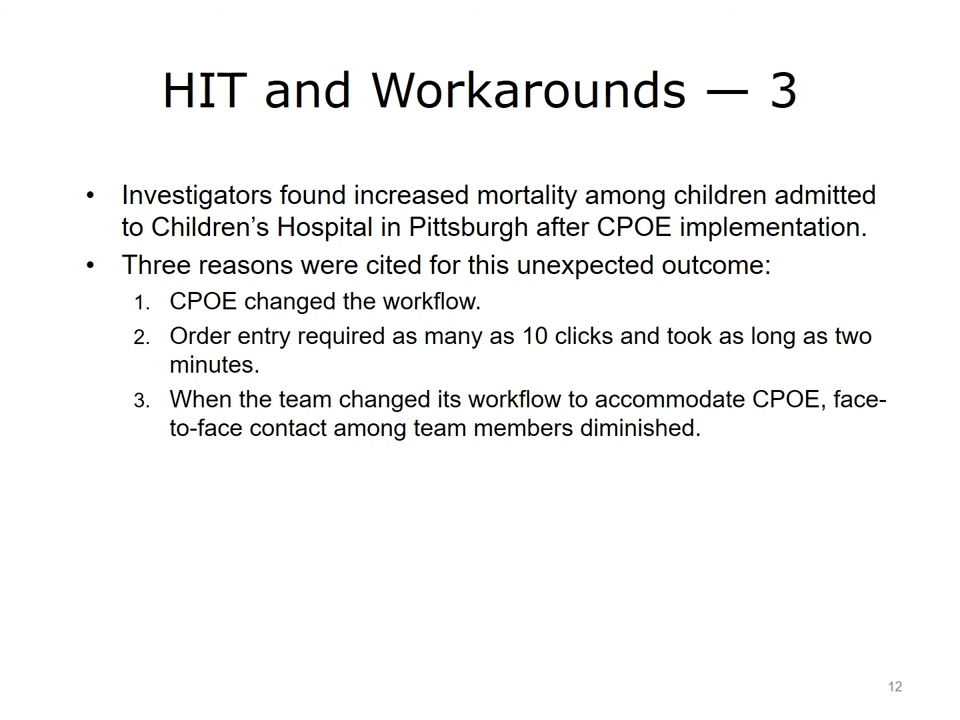 HIT and Workarounds — 3
• Investigators found increased mortality among children admitted
to Children’s Hospital in Pittsburgh after CPOE implementation.
• Three reasons were cited for this unexpected outcome:
1. CPOE changed the workflow.
2. Order entry required as many as 10 clicks and took as long as two
minutes.
3. When the team changed its workflow to accommodate CPOE, face-
to-face contact among team members diminished.
12